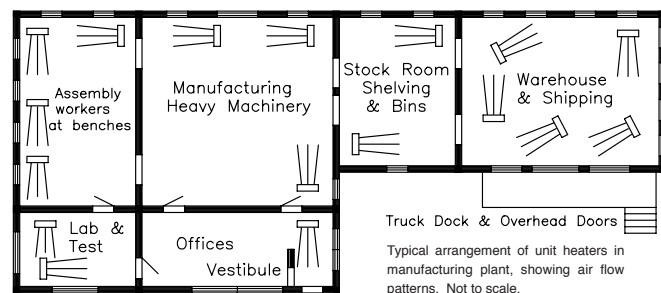 Assembly
workers
at benches
Manufacturing
Heavy Machinery
Stock Room
Shelving
& Bins
Warehouse
& Shipping
Lab &
Test
Offices
Vestibule
Truck Dock & Overhead Doors
Typical arrangement of unit heaters in
manufacturing plant, showing air flow
patterns. Not to scale.